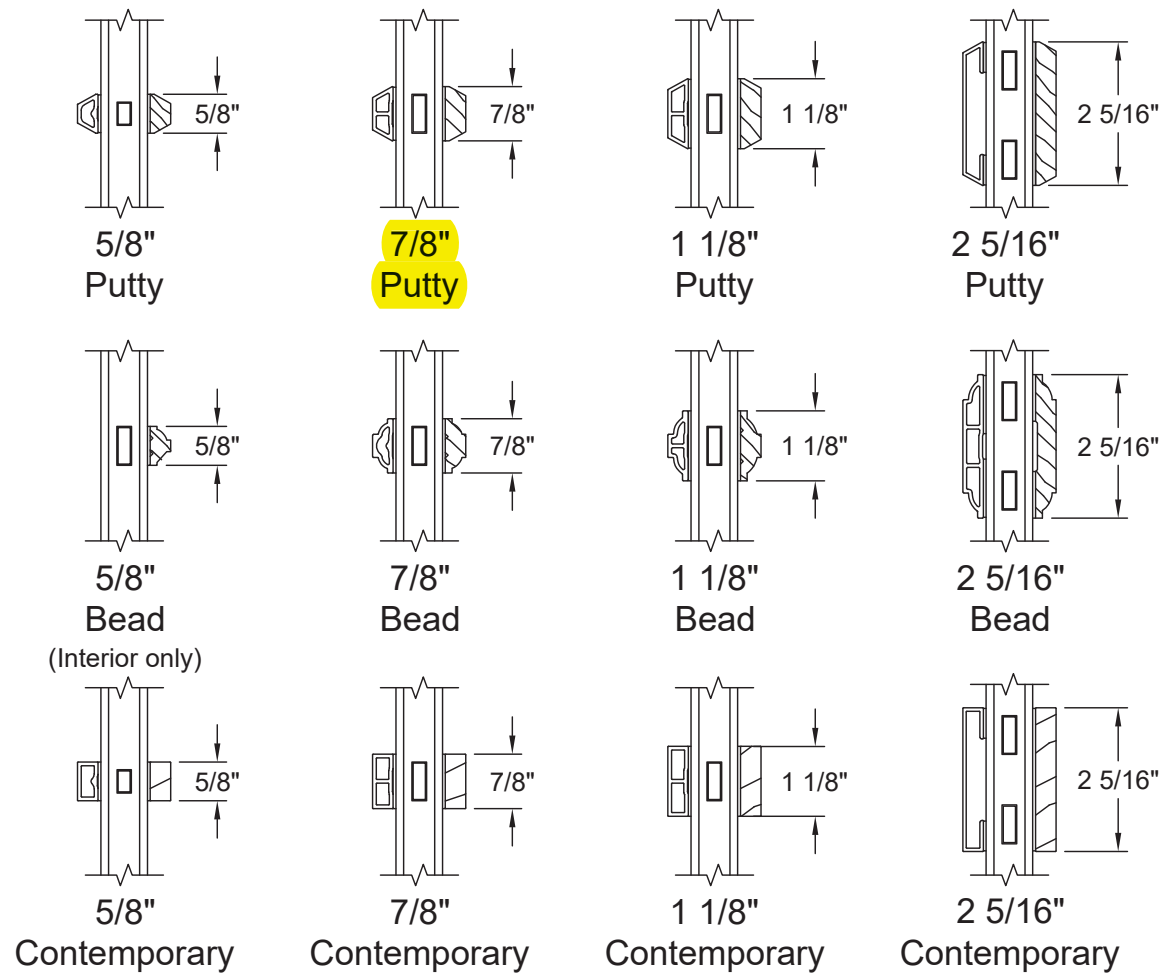 5/8"
7/8"
1 1/8"
2 5/16"
5/8"
Putty
7/8"
Putty
1 1/8"
Putty
2 5/16"
Putty
5/8"
7/8"
1 1/8"
2 5/16"
5/8"
Bead
(Interior only)
7/8"
Bead
1 1/8"
Bead
2 5/16"
Bead
5/8"
7/8"
1 1/8"
2 5/16"
5/8"
Contemporary
7/8"
Contemporary
1 1/8"
Contemporary
2 5/16"
Contemporary